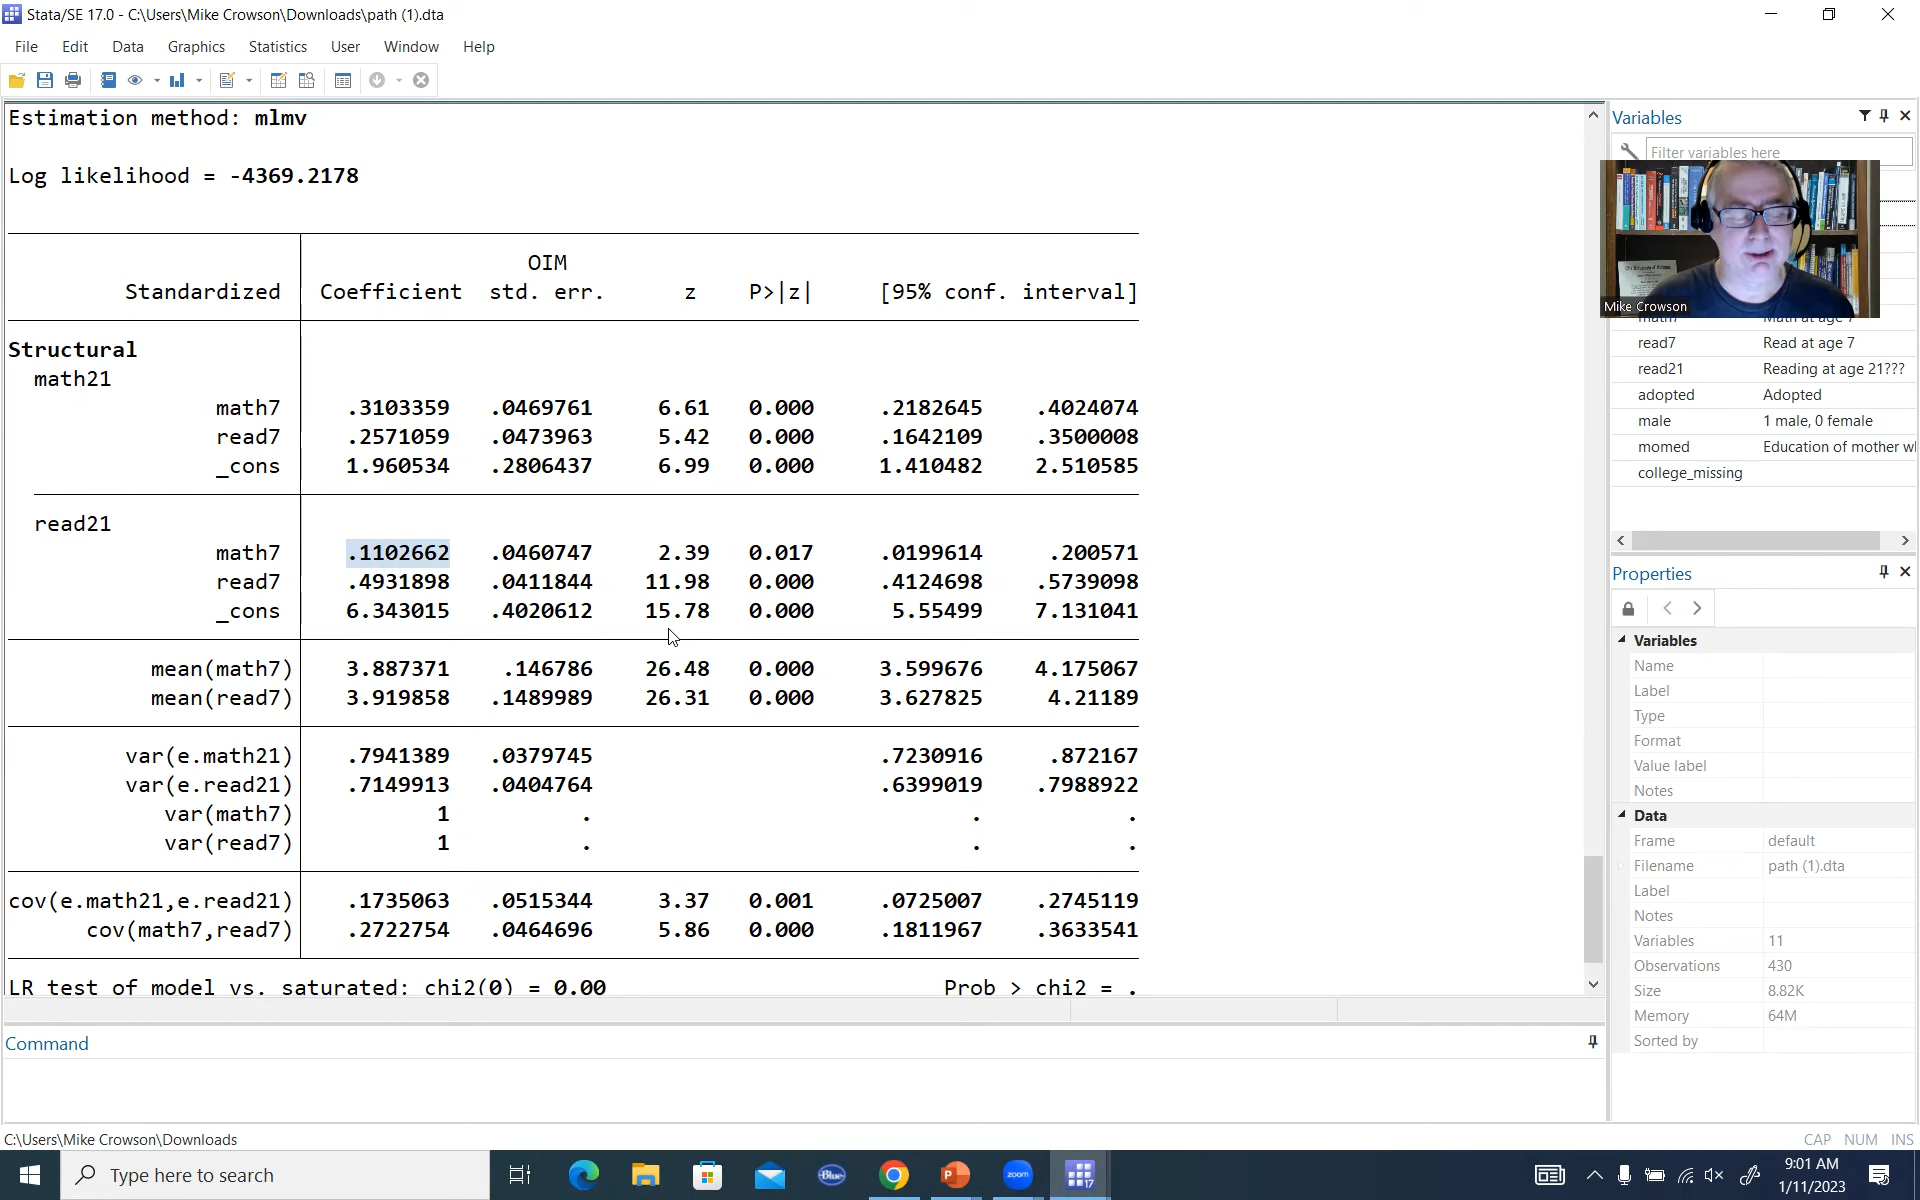 Stata/SE 17.0 - C:\Users\Mike Crowson\Downloads\path (1).dta
File Edit Data Graphics Statistics User Window Help
Estimation method: mlmv
Log likelihood = -4369.2178
OIM
Standardized Coefficient std. err. z P>|z| [95% conf. interval]
Structural
math21
math7 .3103359 .0469761 6.61 0.000 .2182645 .4024074
read7 .2571059 .0473963 5.42 0.000 .1642109 .3500008
_cons 1.960534 .2806437 6.99 0.000 1.410482 2.510585
read21
math7 .1102662 .0460747 2.39 0.017 .0199614 .200571
read7 .4931898 .0411844 11.98 0.000 .4124698 .5739098
_cons 6.343015 .4020612 15.78 0.000 5.55499 7.131041
mean(math7) 3.887371 .146786 26.48 0.000 3.599676 4.175067
mean(read7) 3.919858 .1489989 26.31 0.000 3.627825 4.21189
var(e.math21) .7941389 .0379745 .7230916 .872167
var(e.read21) .7149913 .0404764 .6399019 .7988922
var(math7) 1 . . .
var(read7) 1 . . .
cov(e.math21,e.read21) .1735063 .0515344 3.37 0.001 .0725007 .2745119
cov(math7,read7) .2722754 .0464696 5.86 0.000 .1811967 .3633541
LR test of model vs. saturated: chi2(0) = 0.00 Prob > chi2 = .
Command
C:\Users\Mike Crowson\Downloads
Variables
Filter variables here
Mike Crowson
math7 Math at age 7
read7 Read at age 7
read21 Reading at age 21???
adopted Adopted
male 1 male, 0 female
momed Education of mother w
college_missing
Properties
Variables
Name
Label
Type
Format
Value label
Notes
Data
Frame default
Filename path (1).dta
Label
Notes
Variables 11
Observations 430
Size 8.82K
Memory 64M
Sorted by
CAP NUM INS
Type here to search
Blue
zoom
17
9:01 AM
1/11/2023